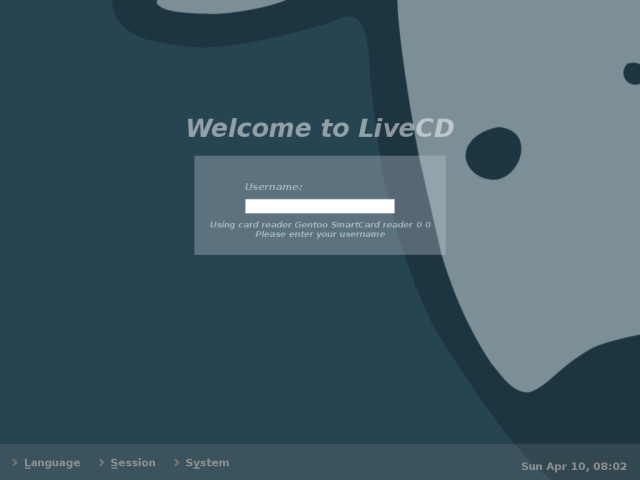 Welcome to LiveCD
Username:
Using card reader Gentoo SmartCard reader 0 0
Please enter your username
Language
Session
System
Sun Apr 10, 08:02